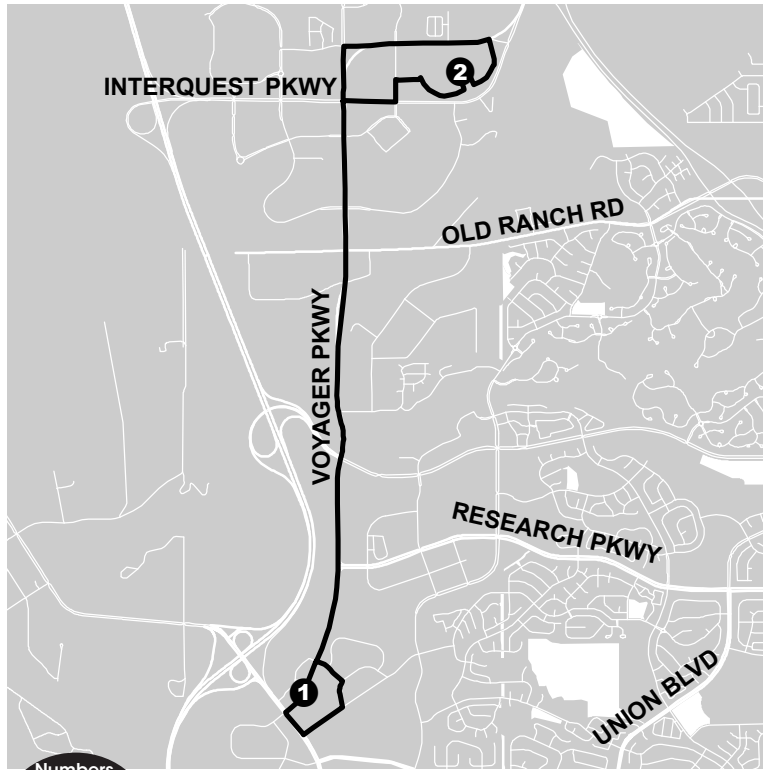 2
INTERQUEST PKWY
OLD RANCH RD
VOYAGER PKWY
RESEARCH PKWY
UNION BLVD
1
Numbers